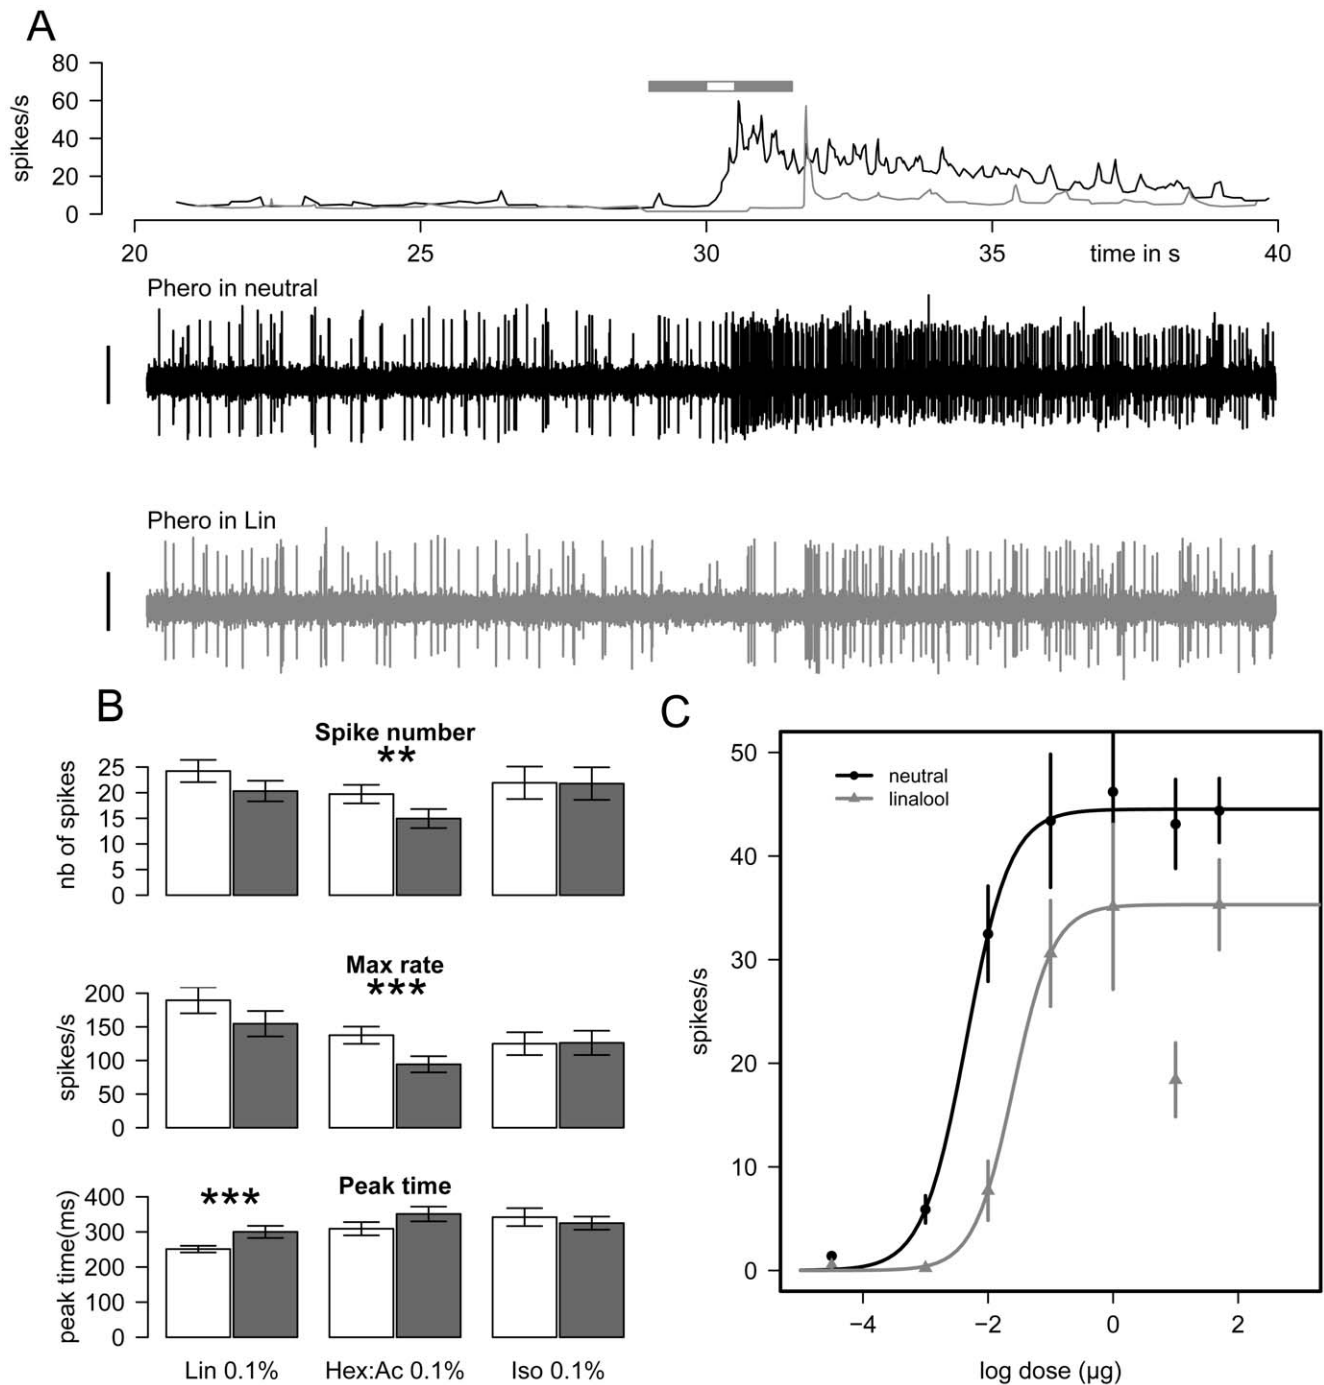 A
80
60
40
20
0
spikes/s
20 25 30 35 time in s 40
Phero in neutral
Phero in Lin
B
Spike number
**
25
20
15
10
5
0
nb of spikes
Max rate
***
200
150
100
50
0
spikes/s
Peak time
***
400
300
200
100
0
peak time(ms)
Lin 0.1% Hex:Ac 0.1% Iso 0.1%
C
neutral
linalool
50
40
30
20
10
0
spikes/s
−4 −2 0 2
log dose (µg)